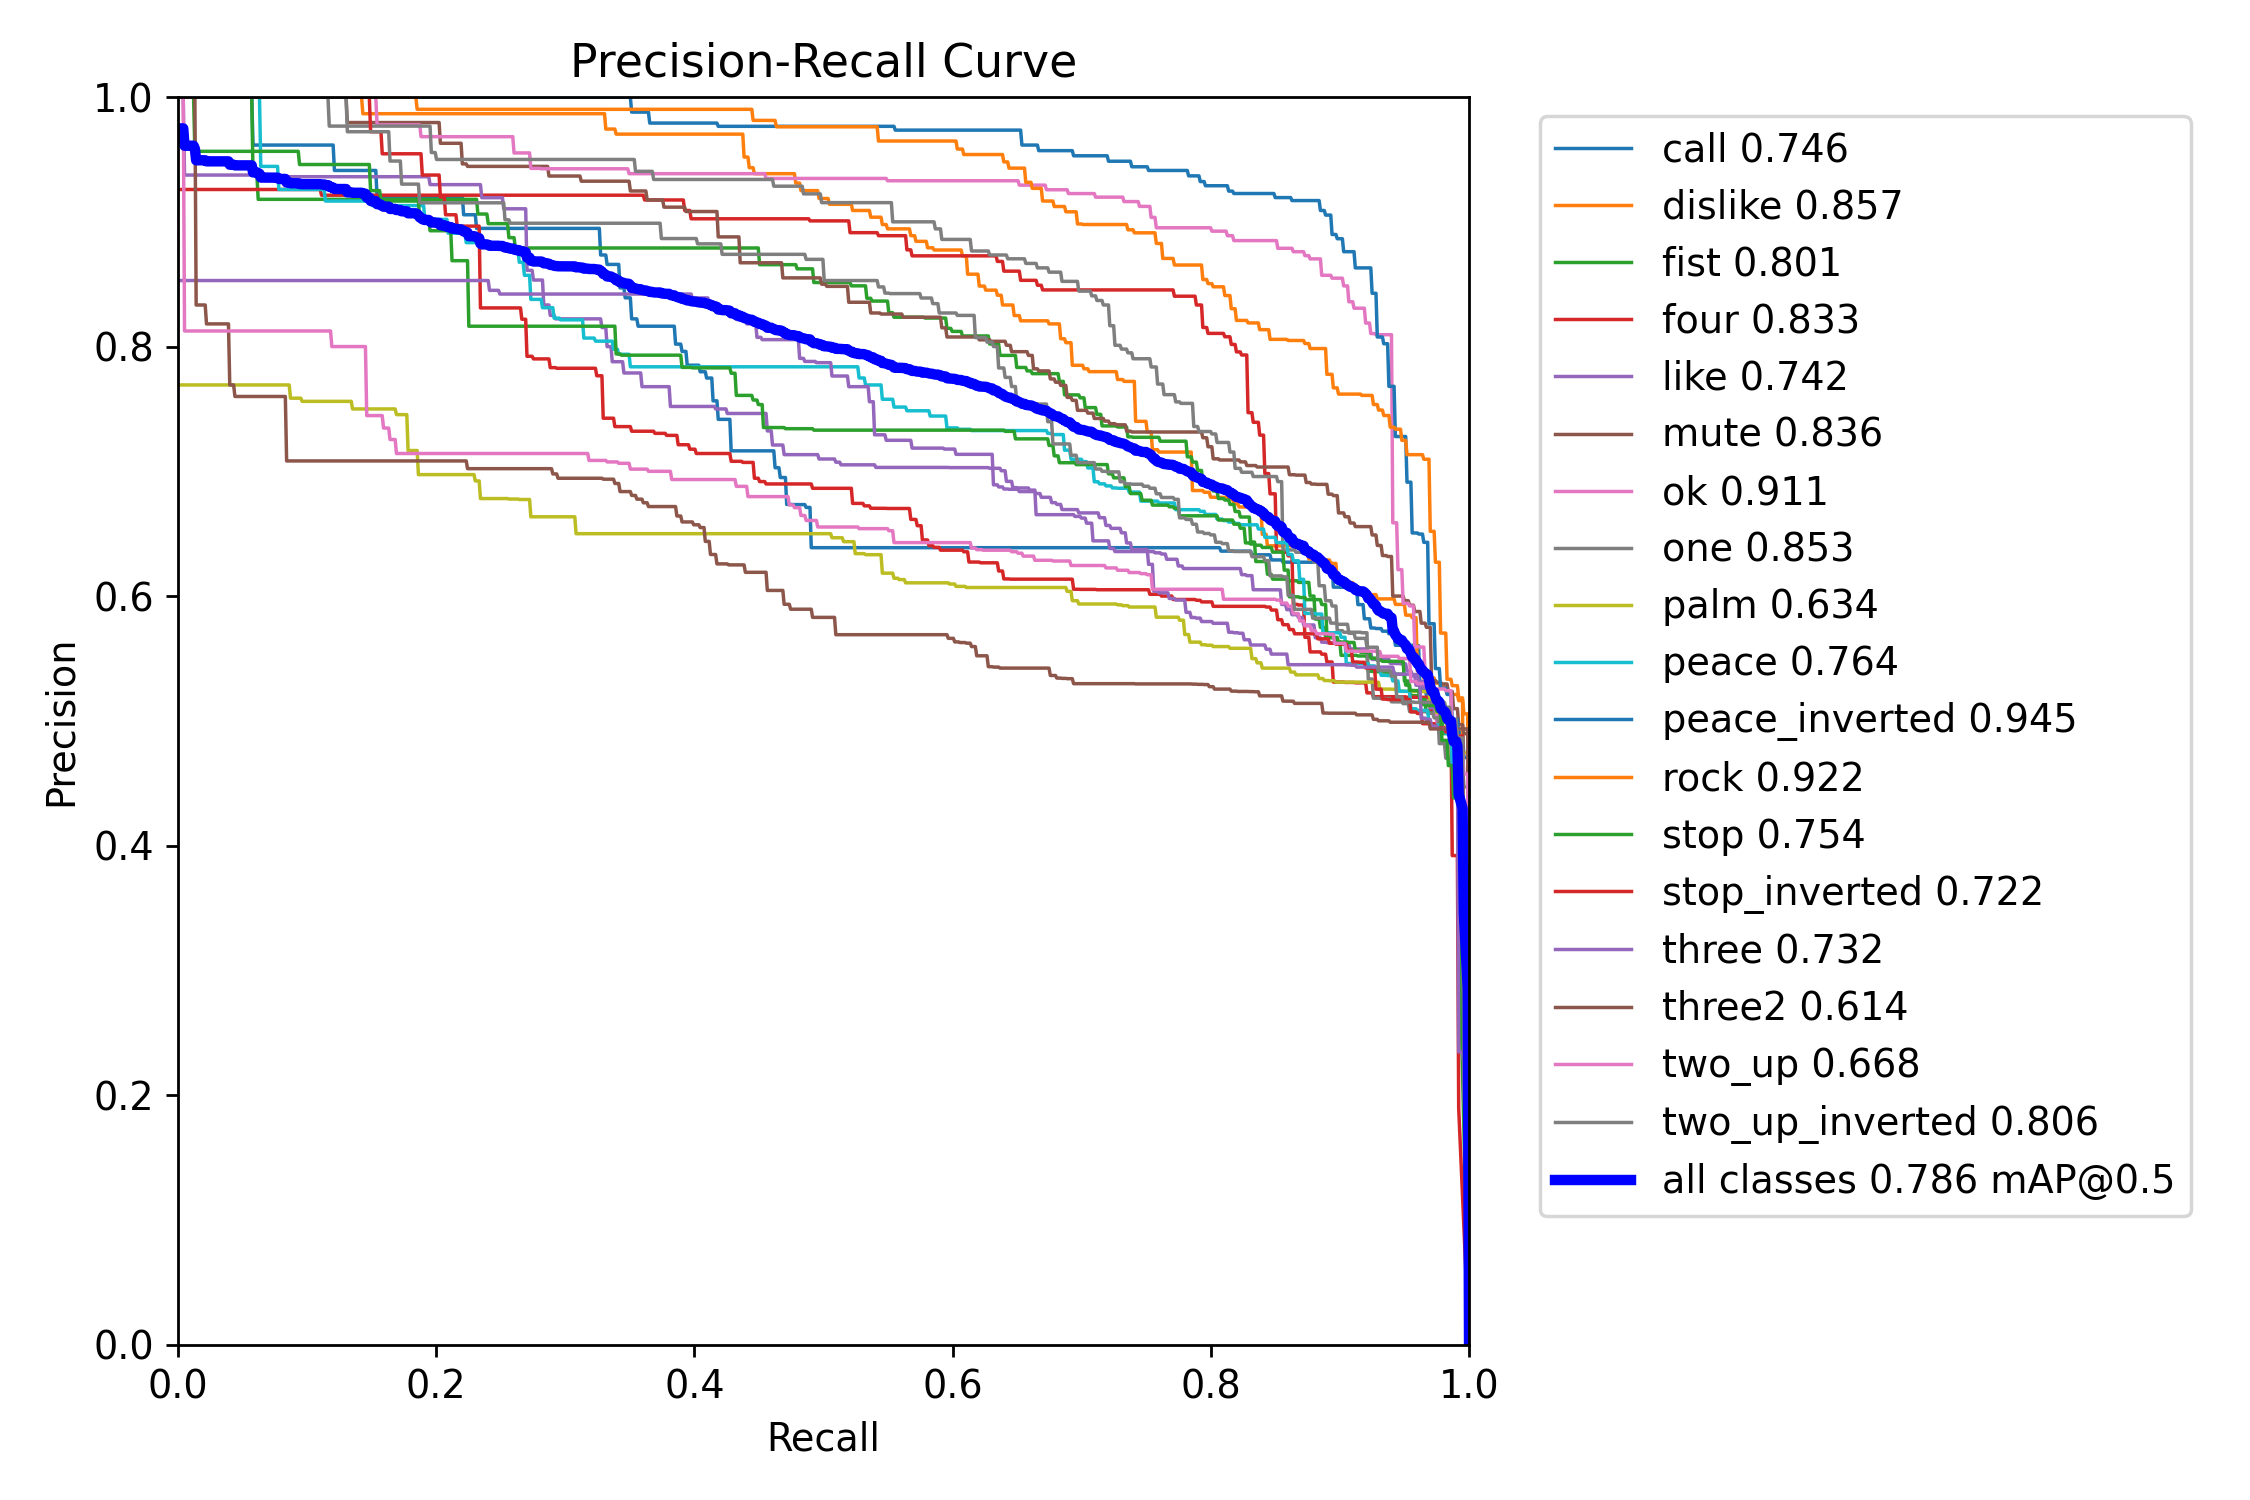 Precision-Recall Curve
1.0
0.8
0.6
0.4
0.2
0.0
Precision
0.0 0.2 0.4 0.6 0.8 1.0
Recall
call 0.746
dislike 0.857
fist 0.801
four 0.833
like 0.742
mute 0.836
ok 0.911
one 0.853
palm 0.634
peace 0.764
peace_inverted 0.945
rock 0.922
stop 0.754
stop_inverted 0.722
three 0.732
three2 0.614
two_up 0.668
two_up_inverted 0.806
all classes 0.786 mAP@0.5